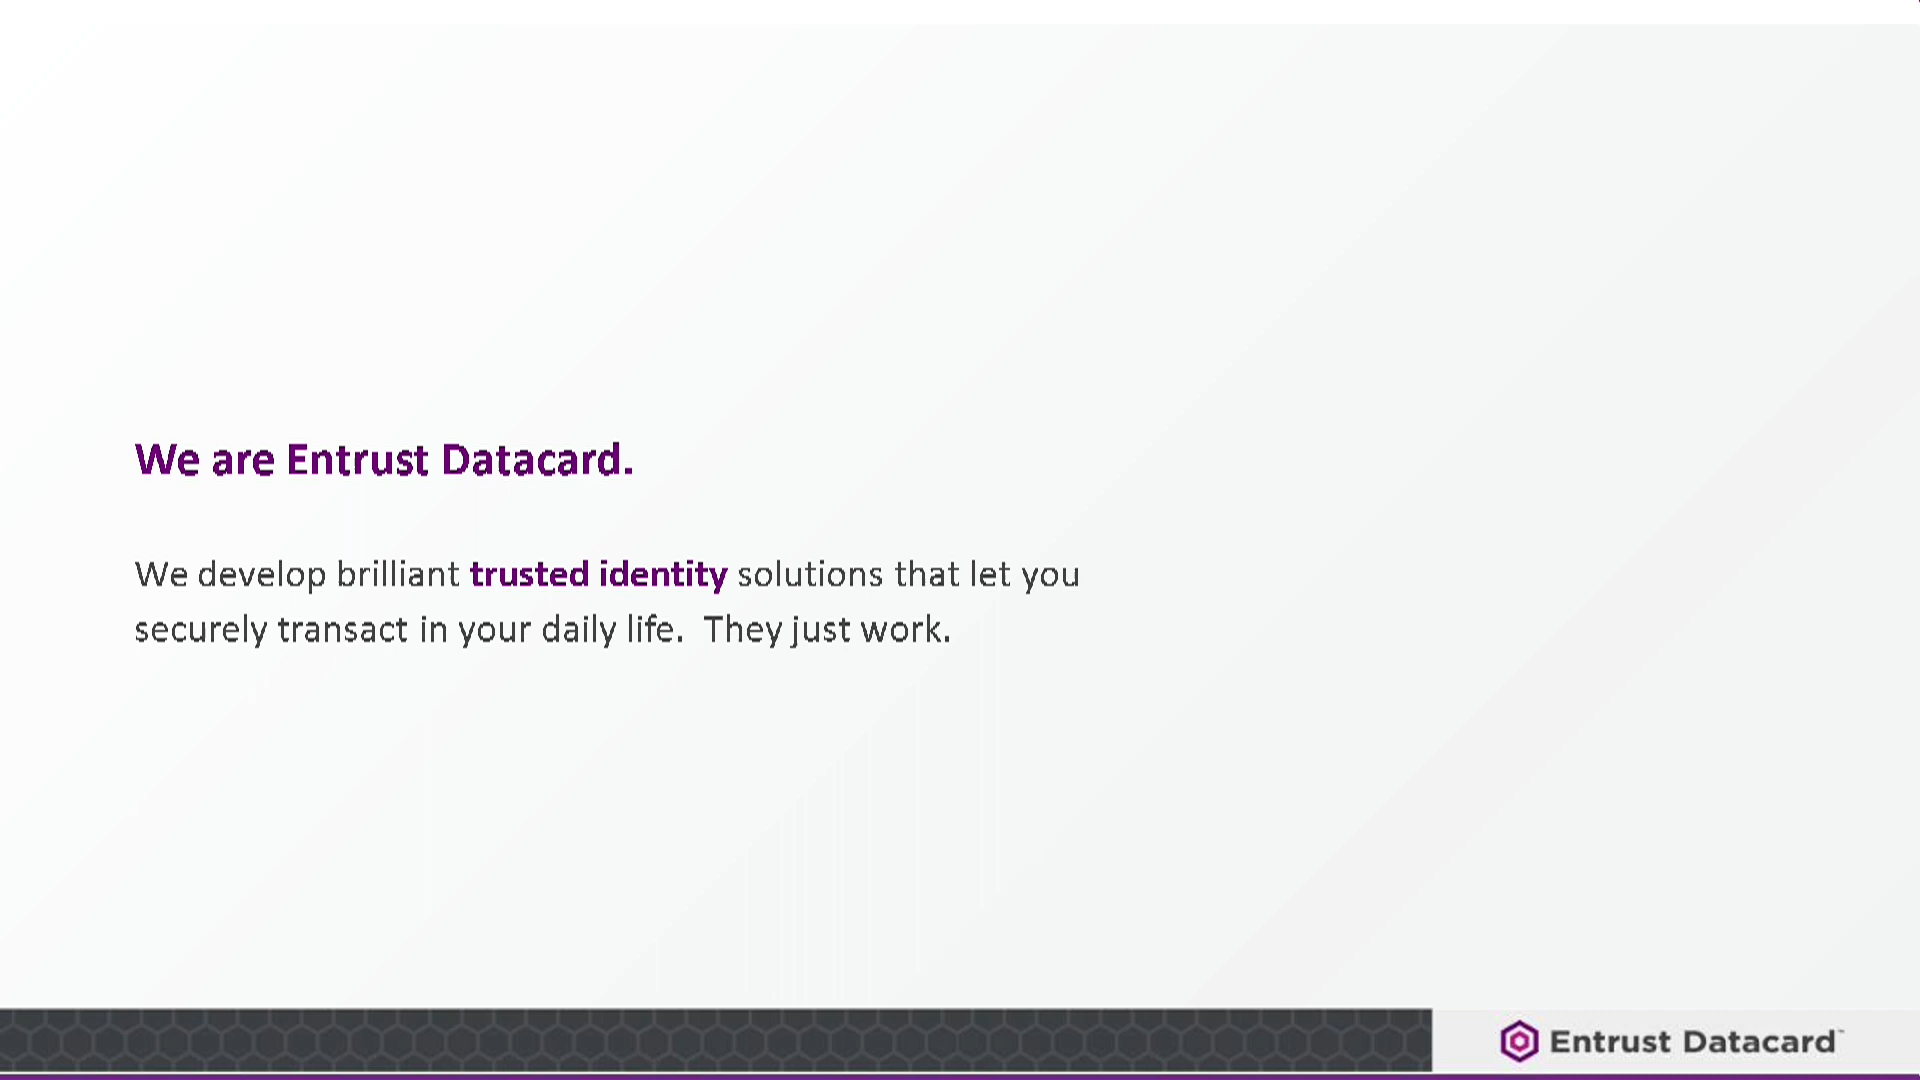 We are Entrust Datacard.
We develop brilliant trusted identity solutions that let you
securely transact in your daily life.  They just work.
Entrust Datacard™